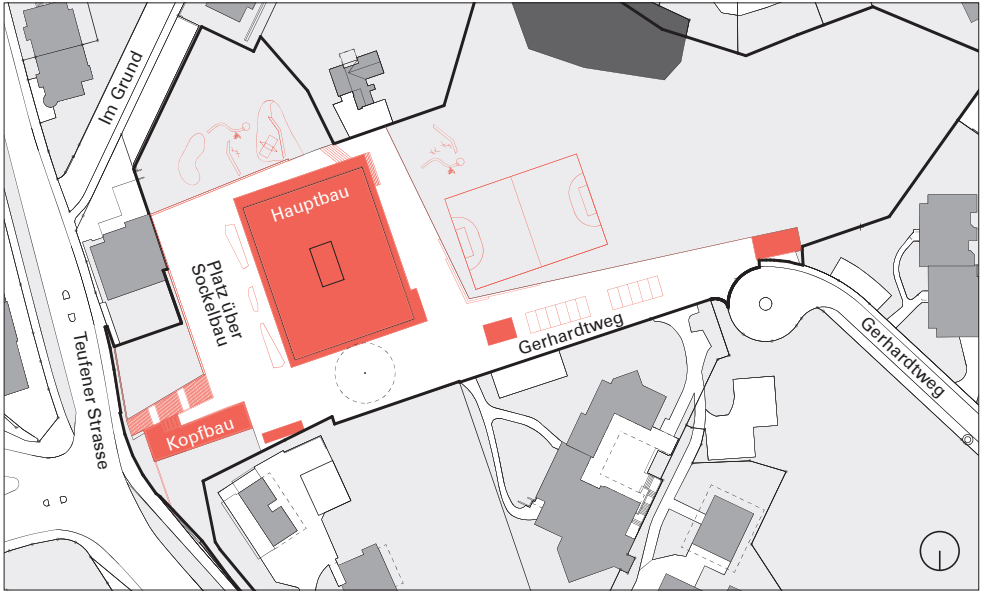 Im Grund
Hauptbau
Platz über
Sockelbau
Gerhardtweg
Gerhardtweg
Teufener Strasse
Kopfbau